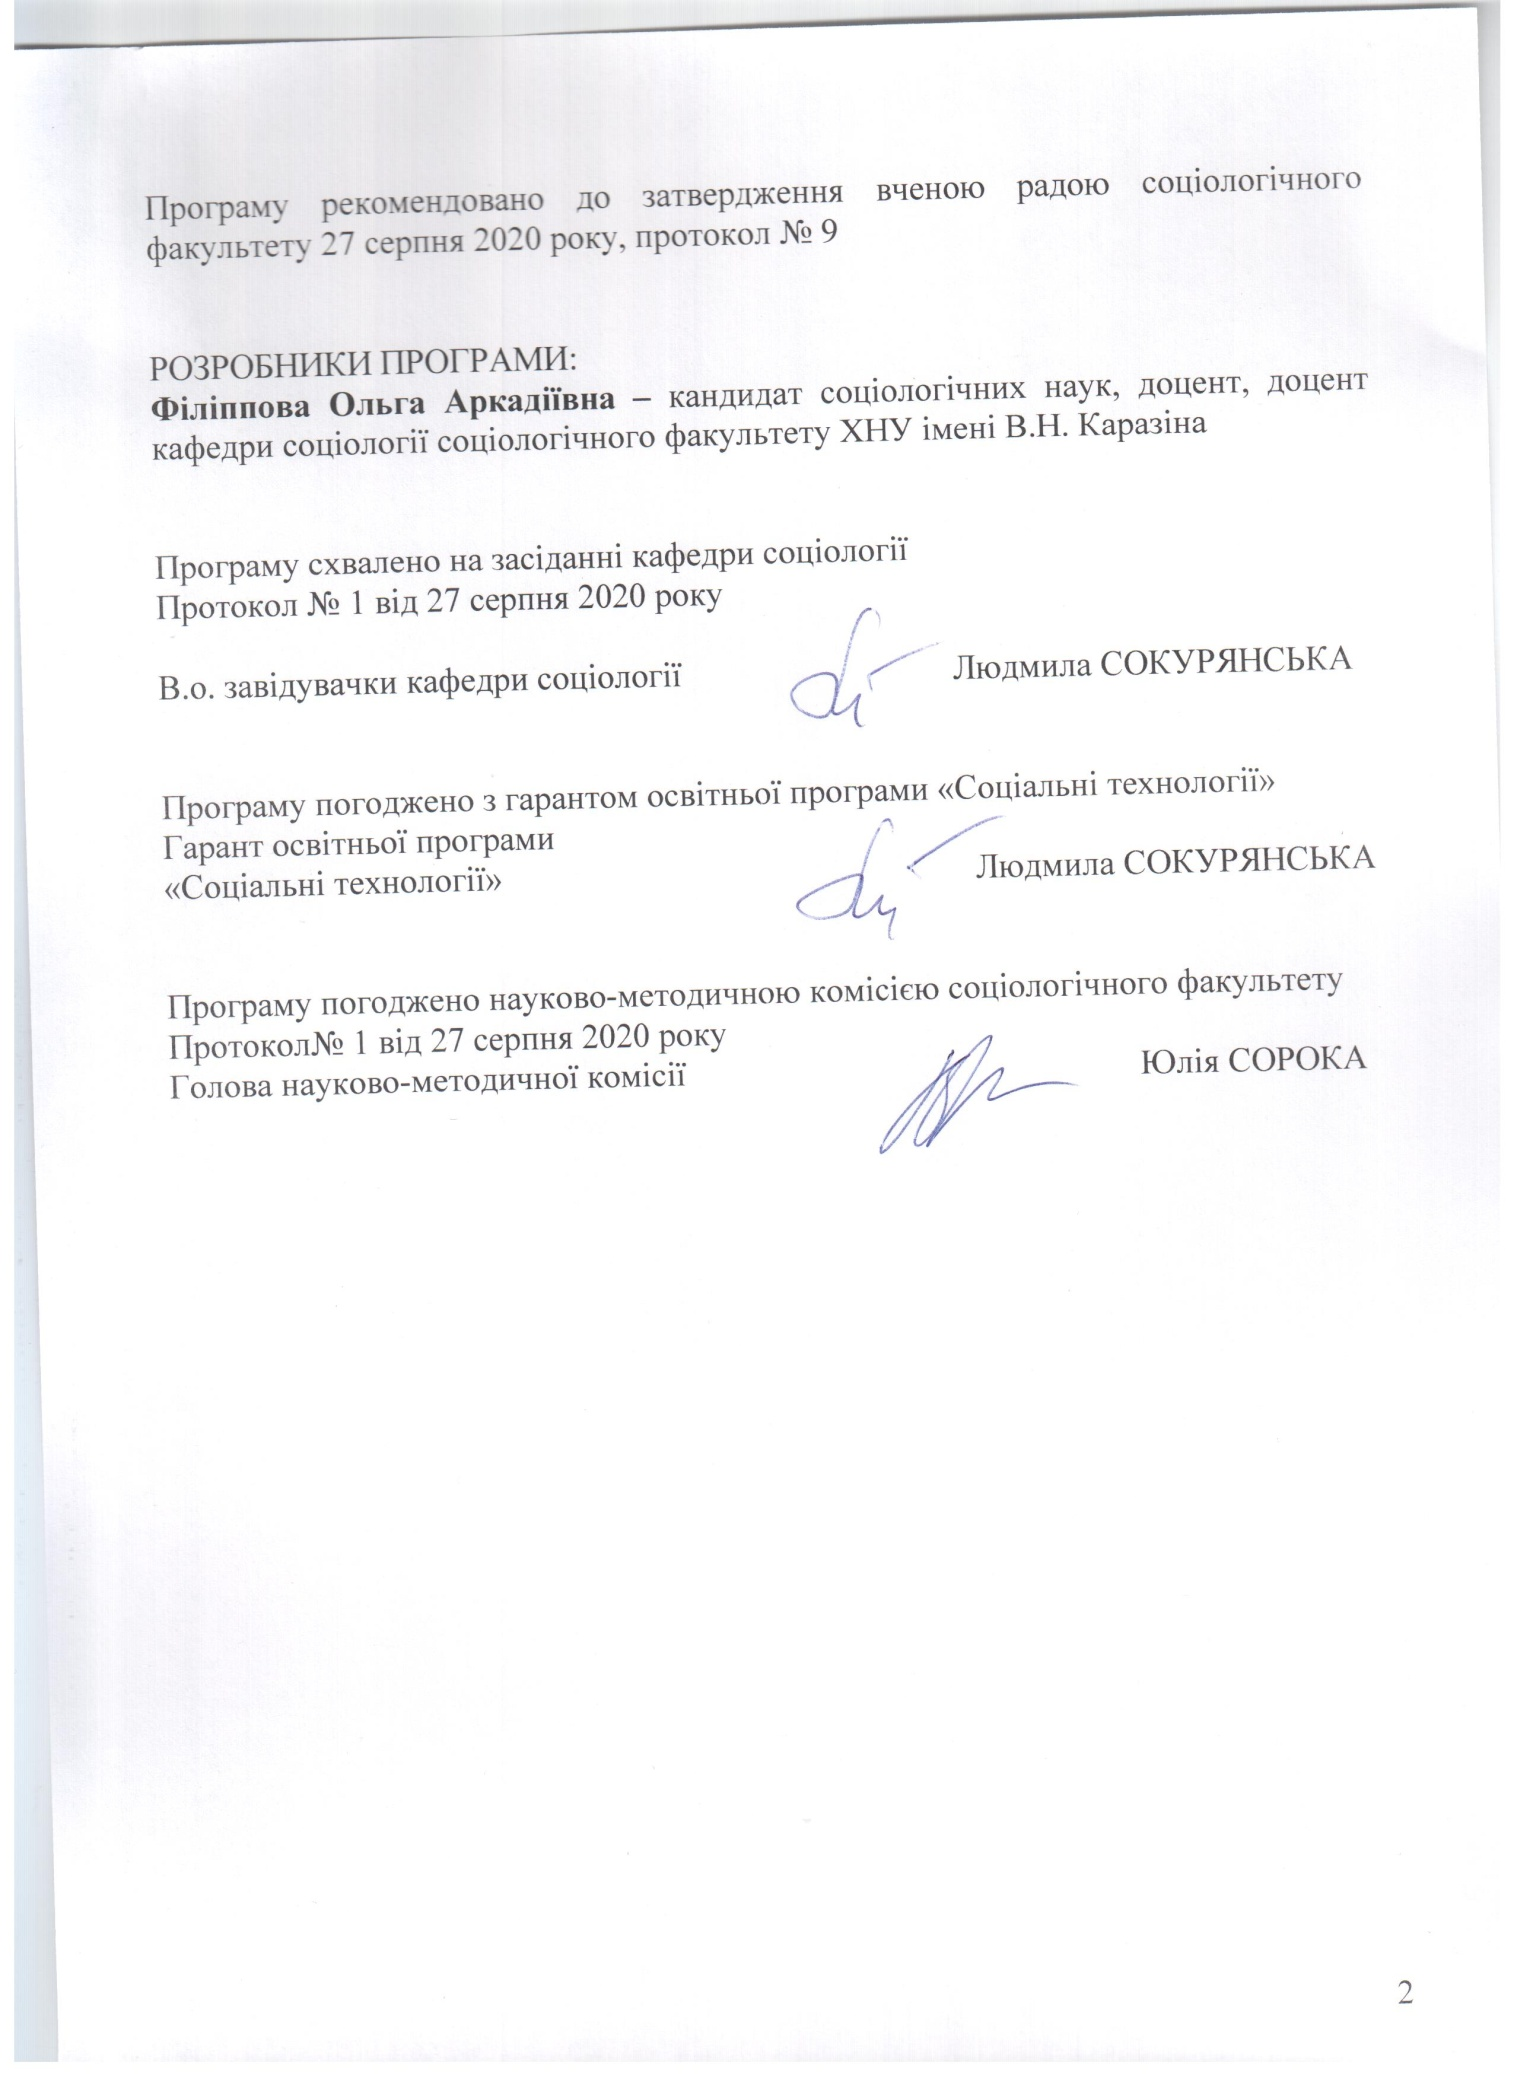 Програму рекомендовано до затвердження вченою радою соціологічного
факультету 27 серпня 2020 року, протокол № 9
РОЗРОБНИКИ ПРОГРАМИ:
Філіппова Ольга Аркадіївна – кандидат соціологічних наук, доцент, доцент
кафедри соціології соціологічного факультету ХНУ імені В.Н. Каразіна
Програму схвалено на засіданні кафедри соціології
Протокол № 1 від 27 серпня 2020 року
В.о. завідувачки кафедри соціології Людмила СОКУРЯНСЬКА
Програму погоджено з гарантом освітньої програми «Соціальні технології»
Гарант освітньої програми
«Соціальні технології» Людмила СОКУРЯНСЬКА
Програму погоджено науково-методичною комісією соціологічного факультету
Протокол№ 1 від 27 серпня 2020 року
Голова науково-методичної комісії Юлія СОРОКА
2